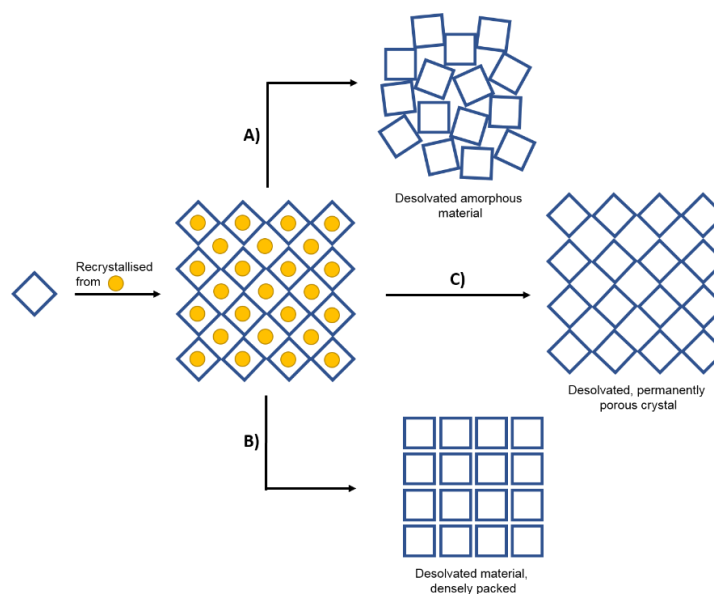 A)
Desolvated amorphous
material
Recrystallised
from
C)
Desolvated, permanently
porous crystal
B)
Desolvated material,
densely packed